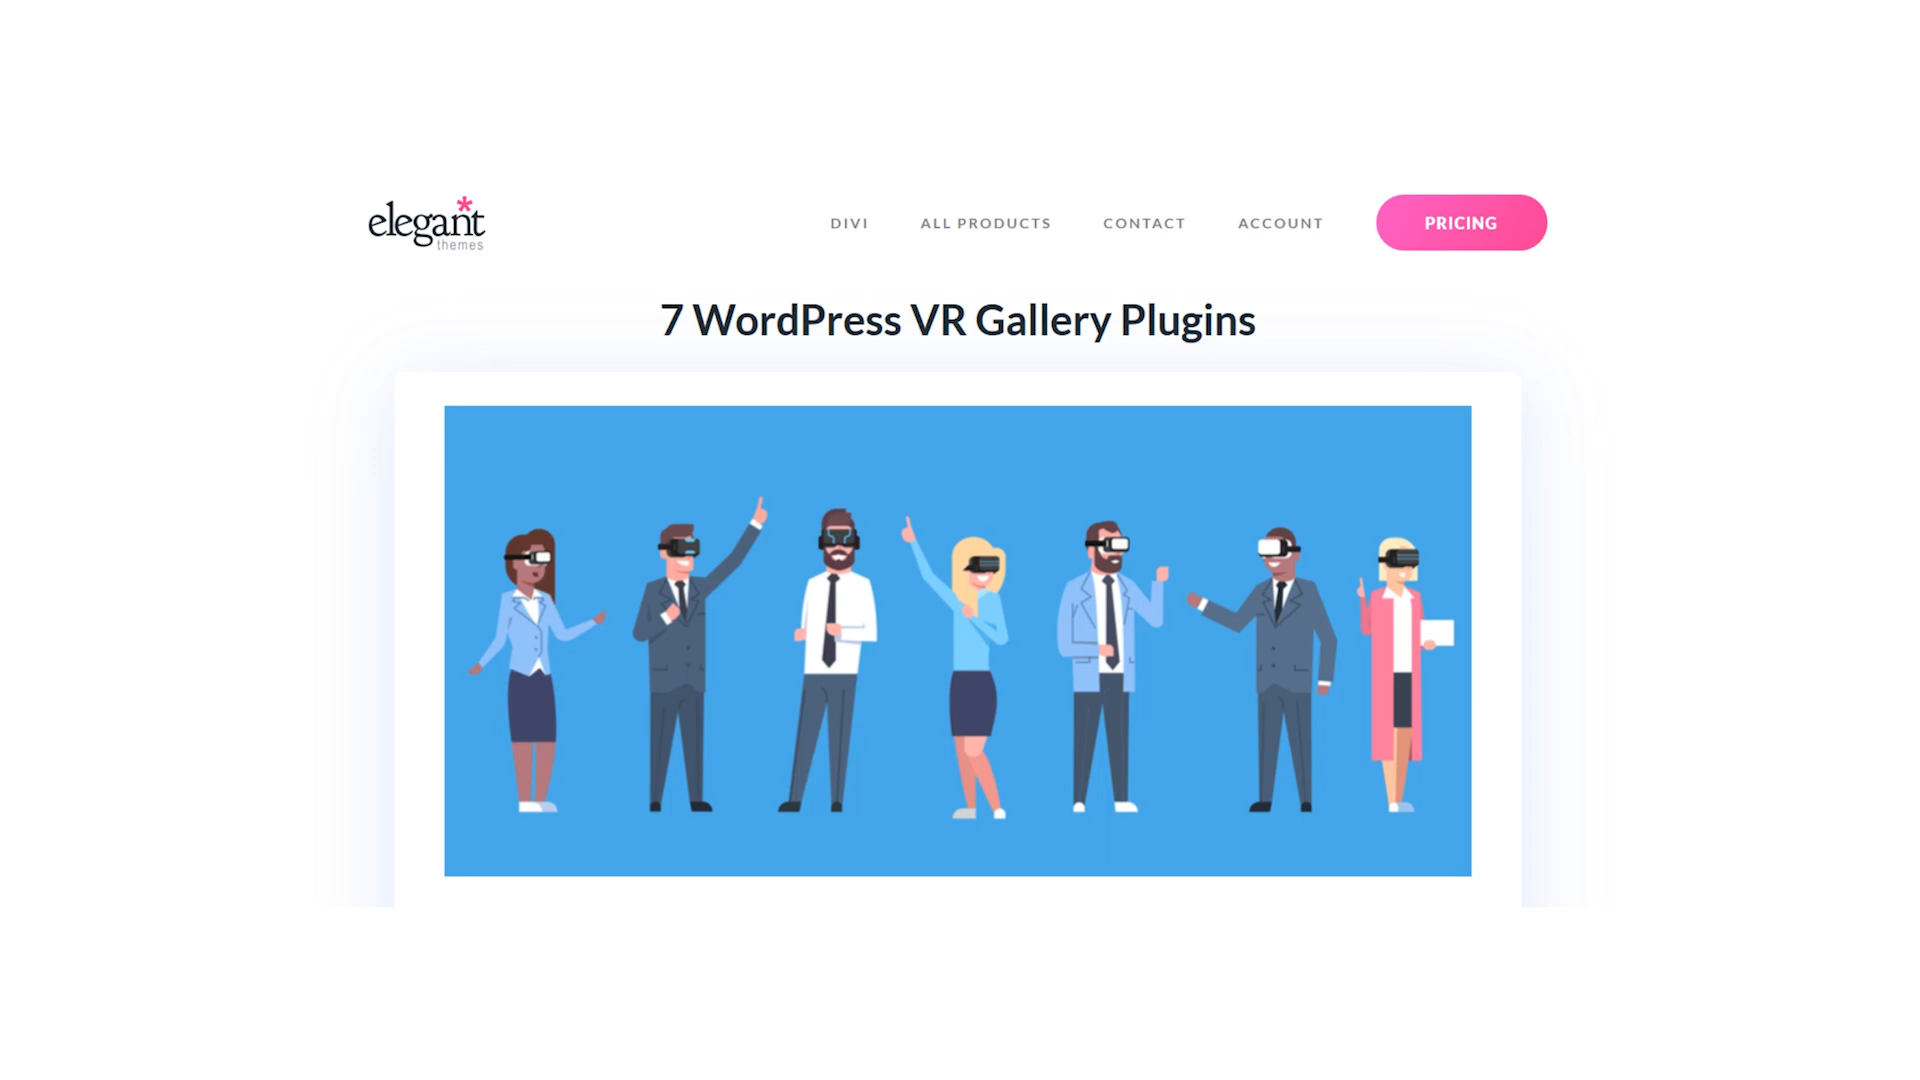 elegant*
themes
DIVI
ALL PRODUCTS
CONTACT
ACCOUNT
PRICING
7 WordPress VR Gallery Plugins